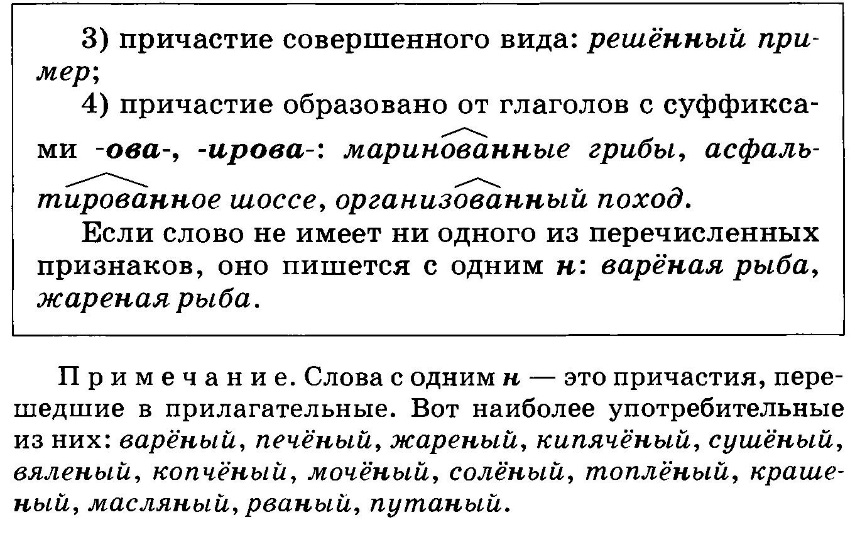 3) причастие совершенного вида: решённый при-
мер;
4) причастие образовано от глаголов с суффикса-
ми -ова-, -ирова-: маринованные грибы, асфаль-
тированное шоссе, организованный поход.
Если слово не имеет ни одного из перечисленных
признаков, оно пишется с одним н: варёная рыба,
жареная рыба.
Примечание. Слова с одним н — это причастия, пере-
шедшие в прилагательные. Вот наиболее употребительные
из них: варёный, печёный, жареный, кипячёный, сушёный,
вяленый, копчёный, мочёный, солёный, топлёный, краше-
ный, масляный, рваный, путаный.